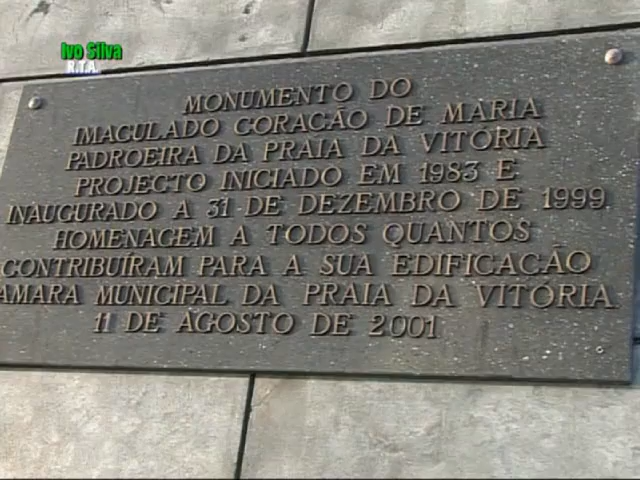 Ivo Silva
R.T.A.
MONUMENTO DO
IMACULADO CORAÇÃO DE MARIA
PADROEIRA DA PRAIA DA VITÓRIA
PROJECTO INICIADO EM 1983 E
INAUGURADO A 31 DE DEZEMBRO DE 1999
HOMENAGEM A TODOS QUANTOS
CONTRIBUÍRAM PARA A SUA EDIFICAÇÃO
AMARA MUNICIPAL DA PRAIA DA VITÓRIA
11 DE AGOSTO DE 2001